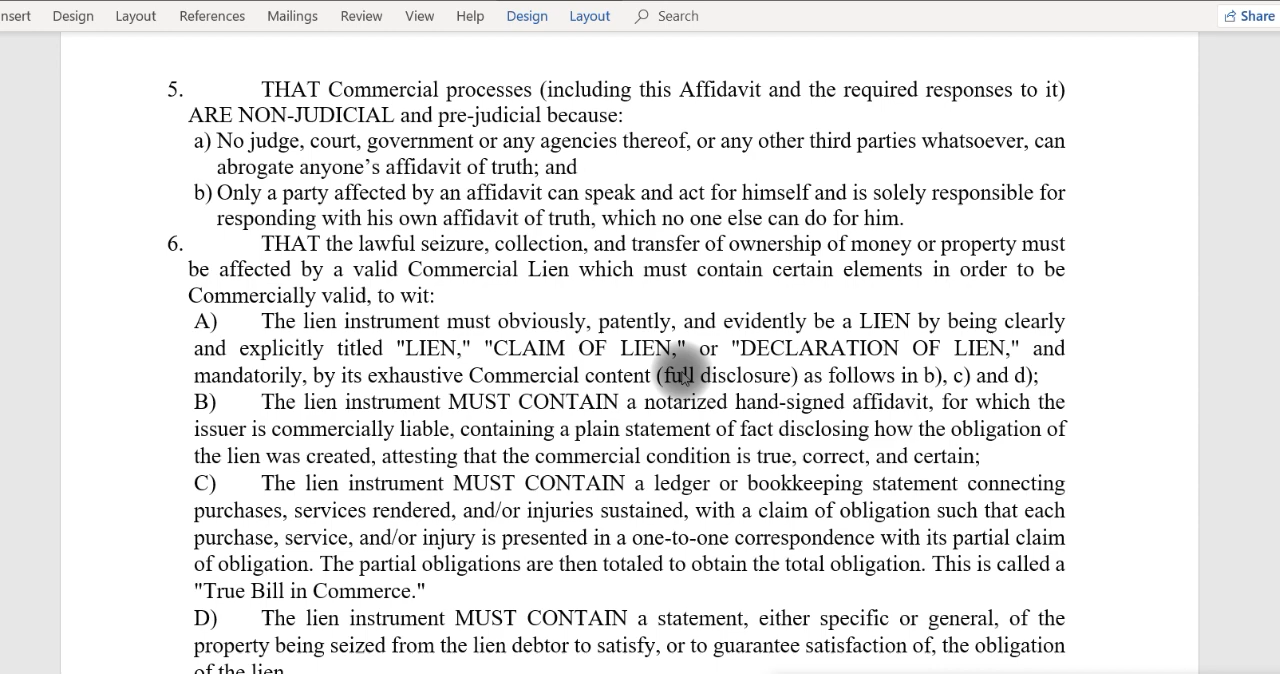 nsert Design Layout References Mailings Review View Help Design Layout Search Share
5. THAT Commercial processes (including this Affidavit and the required responses to it)
ARE NON-JUDICIAL and pre-judicial because:
a) No judge, court, government or any agencies thereof, or any other third parties whatsoever, can
abrogate anyone’s affidavit of truth; and
b) Only a party affected by an affidavit can speak and act for himself and is solely responsible for
responding with his own affidavit of truth, which no one else can do for him.
6. THAT the lawful seizure, collection, and transfer of ownership of money or property must
be affected by a valid Commercial Lien which must contain certain elements in order to be
Commercially valid, to wit:
A) The lien instrument must obviously, patently, and evidently be a LIEN by being clearly
and explicitly titled "LIEN," "CLAIM OF LIEN," or "DECLARATION OF LIEN," and
mandatorily, by its exhaustive Commercial content (full disclosure) as follows in b), c) and d);
B) The lien instrument MUST CONTAIN a notarized hand-signed affidavit, for which the
issuer is commercially liable, containing a plain statement of fact disclosing how the obligation of
the lien was created, attesting that the commercial condition is true, correct, and certain;
C) The lien instrument MUST CONTAIN a ledger or bookkeeping statement connecting
purchases, services rendered, and/or injuries sustained, with a claim of obligation such that each
purchase, service, and/or injury is presented in a one-to-one correspondence with its partial claim
of obligation. The partial obligations are then totaled to obtain the total obligation. This is called a
"True Bill in Commerce."
D) The lien instrument MUST CONTAIN a statement, either specific or general, of the
property being seized from the lien debtor to satisfy, or to guarantee satisfaction of, the obligation
of the lien